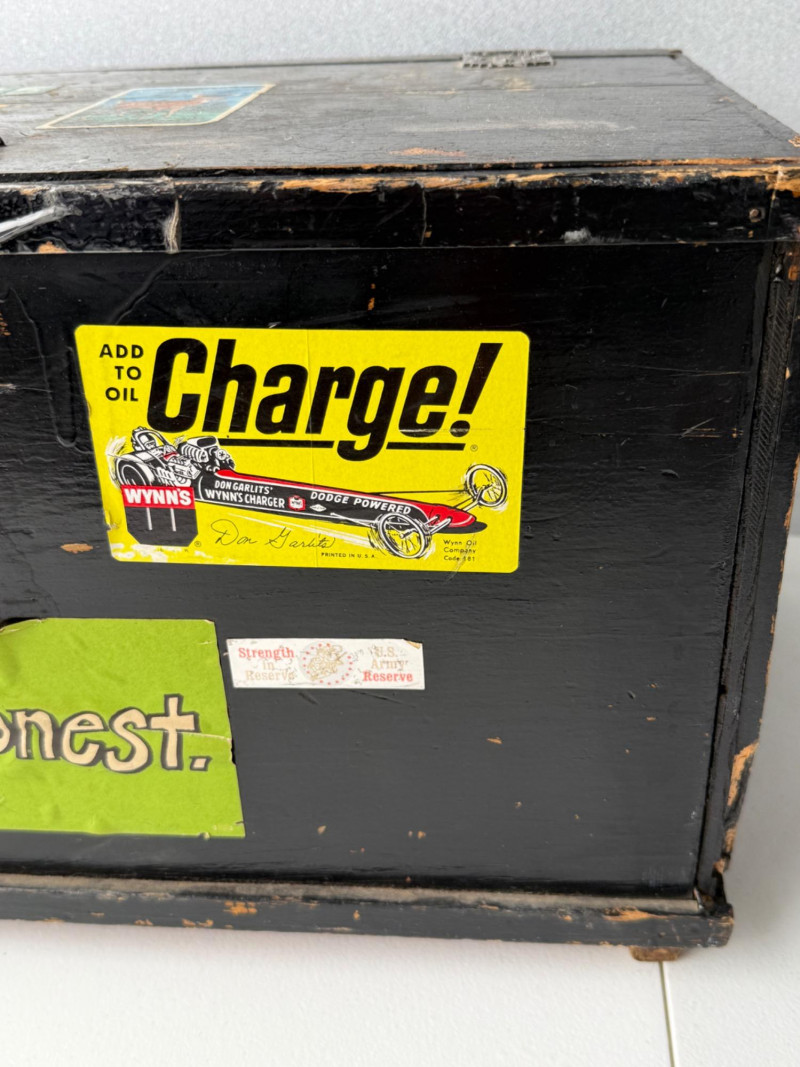 ADD
TO
OIL
Charge!
®
WYNN'S
®
DON GARLITS'
WYNN'S CHARGER
DODGE POWERED
Don Garlits
PRINTED IN U.S.A.
Wynn Oil
Company
Code 181
onest.
Strength
in
Reserve
U.S.
Army
Reserve